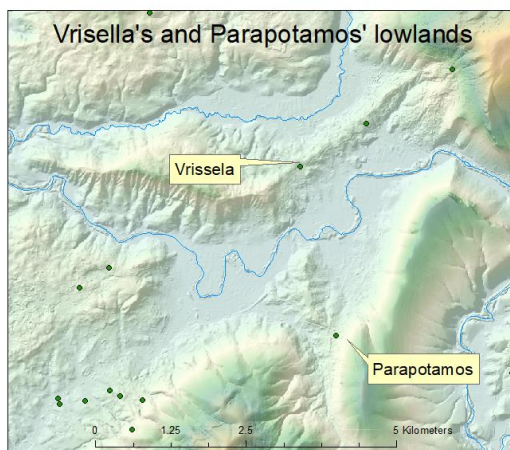 Vrisella's and Parapotamos' lowlands
Vrissela
Parapotamos
0 1.25 2.5 5 Kilometers